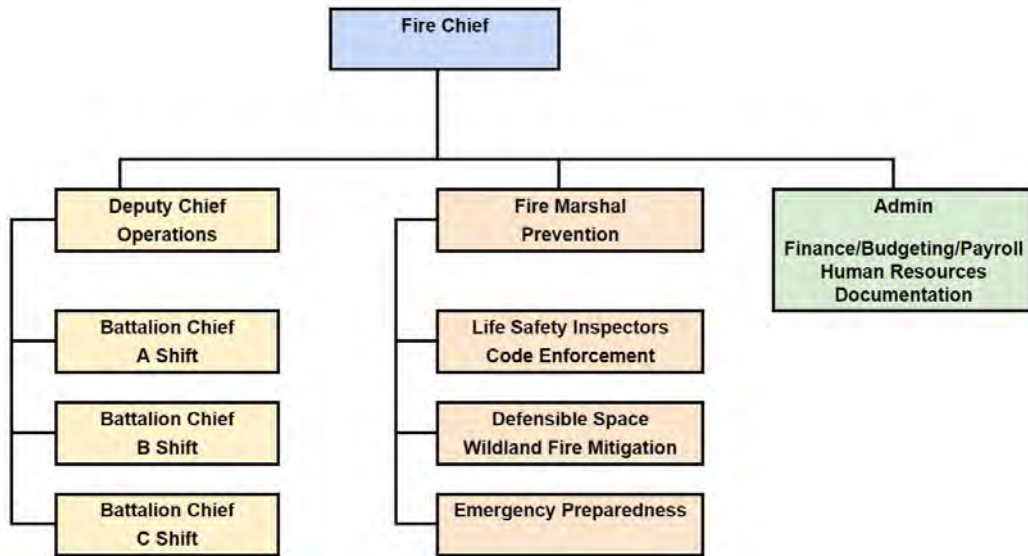 Fire Chief
Deputy Chief
Operations
Fire Marshal
Prevention
Admin
Finance/Budgeting/Payroll
Human Resources
Documentation
Battalion Chief
A Shift
Life Safety Inspectors
Code Enforcement
Battalion Chief
B Shift
Defensible Space
Wildland Fire Mitigation
Battalion Chief
C Shift
Emergency Preparedness